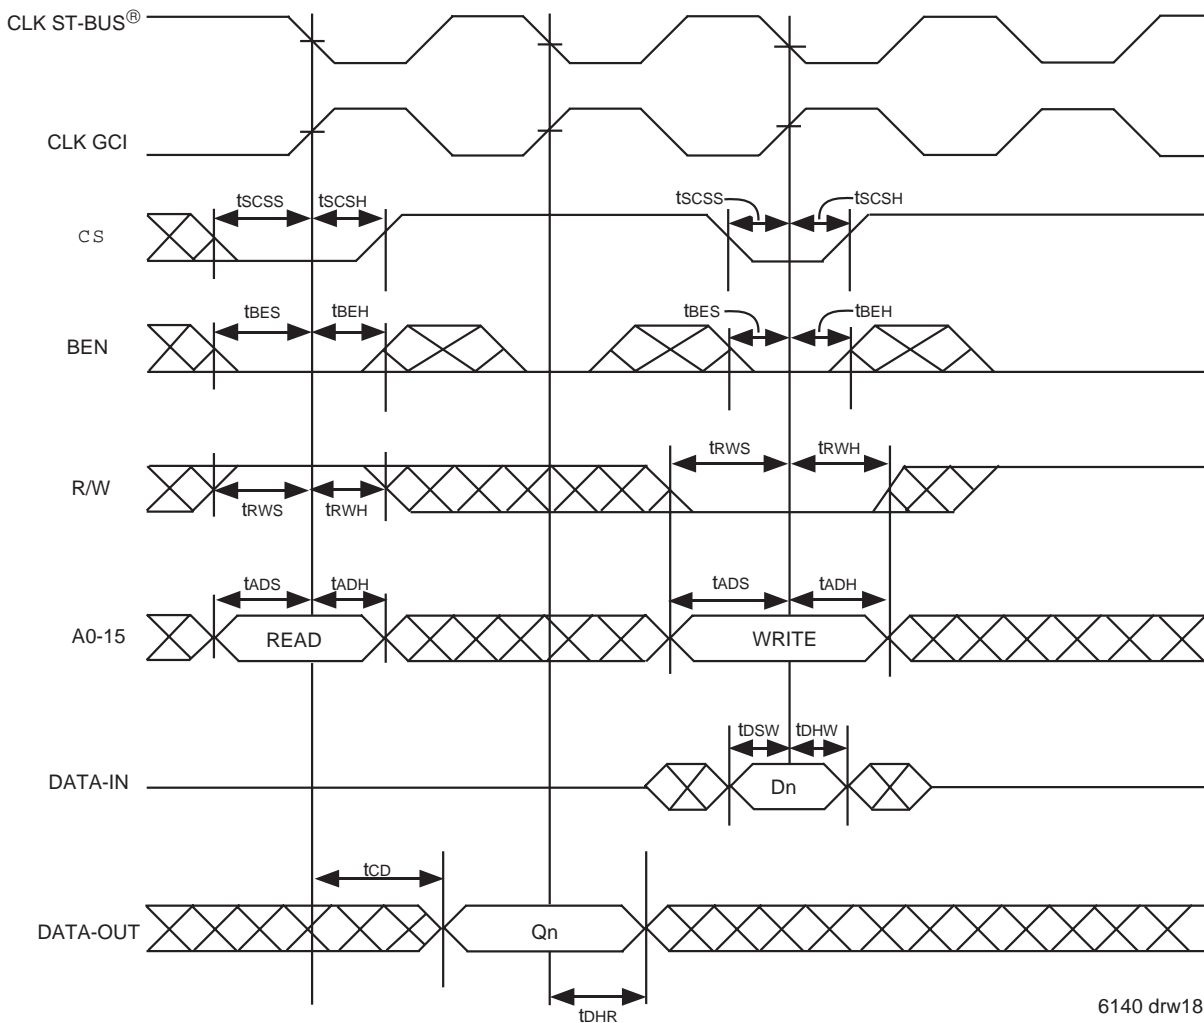 CLK ST-BUS®
CLK GCI
tSCSS tSCSH tSCSS tSCSH
CS
tBES tBEH tBES tBEH
BEN
tRWS tRWH
R/W
tRWS tRWH
tADS tADH tADS tADH
A0-15 READ WRITE
tDSW tDHW
DATA-IN Dn
tCD
DATA-OUT Qn
tDHR
6140 drw18